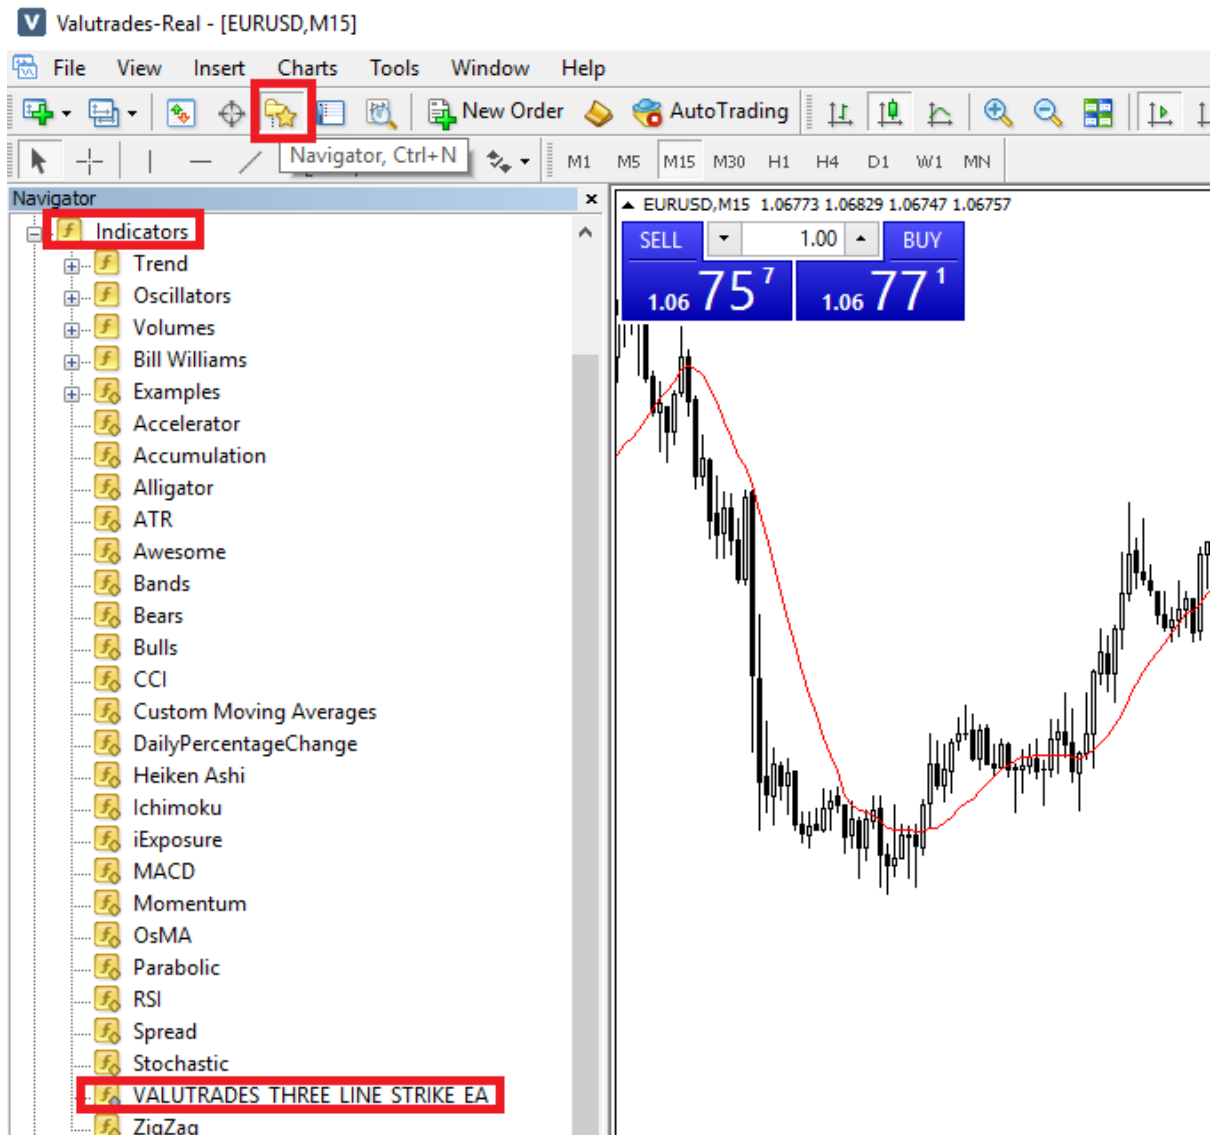 Valutrades-Real - [EURUSD,M15]
File View Insert Charts Tools Window Help
New Order AutoTrading
Navigator, Ctrl+N M1 M5 M15 M30 H1 H4 D1 W1 MN
Navigator
EURUSD,M15 1.06773 1.06829 1.06747 1.06757
SELL 1.00 BUY
1.06 75 7 1.06 77 1
Indicators
Trend
Oscillators
Volumes
Bill Williams
Examples
Accelerator
Accumulation
Alligator
ATR
Awesome
Bands
Bears
Bulls
CCI
Custom Moving Averages
DailyPercentageChange
Heiken Ashi
Ichimoku
iExposure
MACD
Momentum
OsMA
Parabolic
RSI
Spread
Stochastic
VALUTRADES THREE LINE STRIKE EA
ZigZag